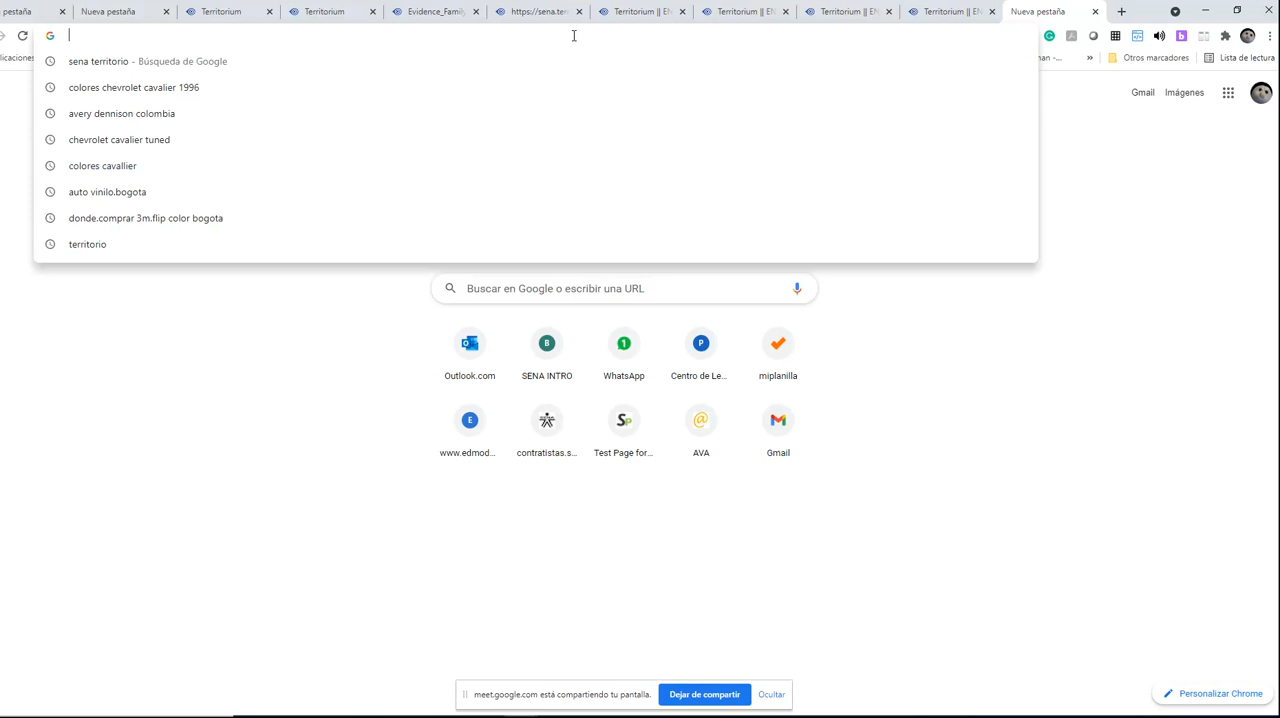 pestaña
Nueva pestaña
Territorium
Territorium
Evidence_Family
https://sena.ter
Territorium || EN
Territorium || EN
Territorium || EN
Territorium || EN
Nueva pestaña
sena territorio - Búsqueda de Google
colores chevrolet cavalier 1996
avery dennison colombia
chevrolet cavalier tuned
colores cavallier
auto vinilo.bogota
donde.comprar 3m.flip color bogota
territorio
licaciones
man -...
»
Otros marcadores
Lista de lectura
Gmail
Imágenes
Buscar en Google o escribir una URL
Outlook.com
SENA INTRO
WhatsApp
Centro de Le...
miplanilla
www.edmod...
contratistas.s...
Test Page for...
AVA
Gmail
meet.google.com está compartiendo tu pantalla.
Dejar de compartir
Ocultar
Personalizar Chrome